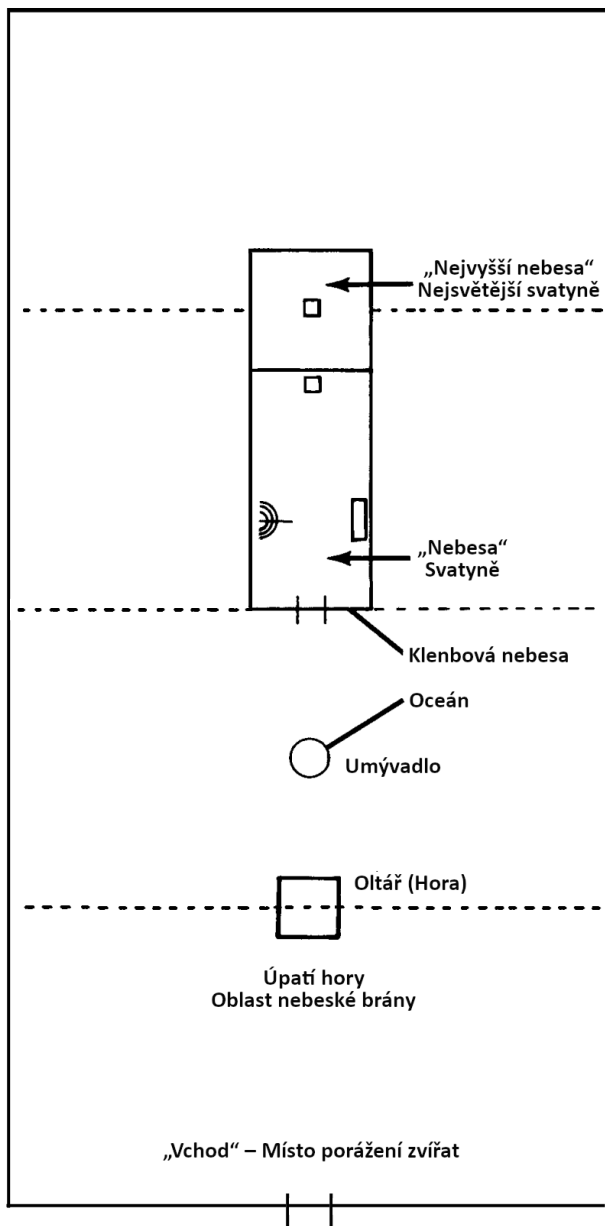 „Nejvyšší nebesa“
Nejsvětější svatyně
„Nebesa“
Svatyně
Klenbová nebesa
Oceán
Umývadlo
Oltář (Hora)
Úpatí hory
Oblast nebeské brány
„Vchod“ – Místo porážení zvířat